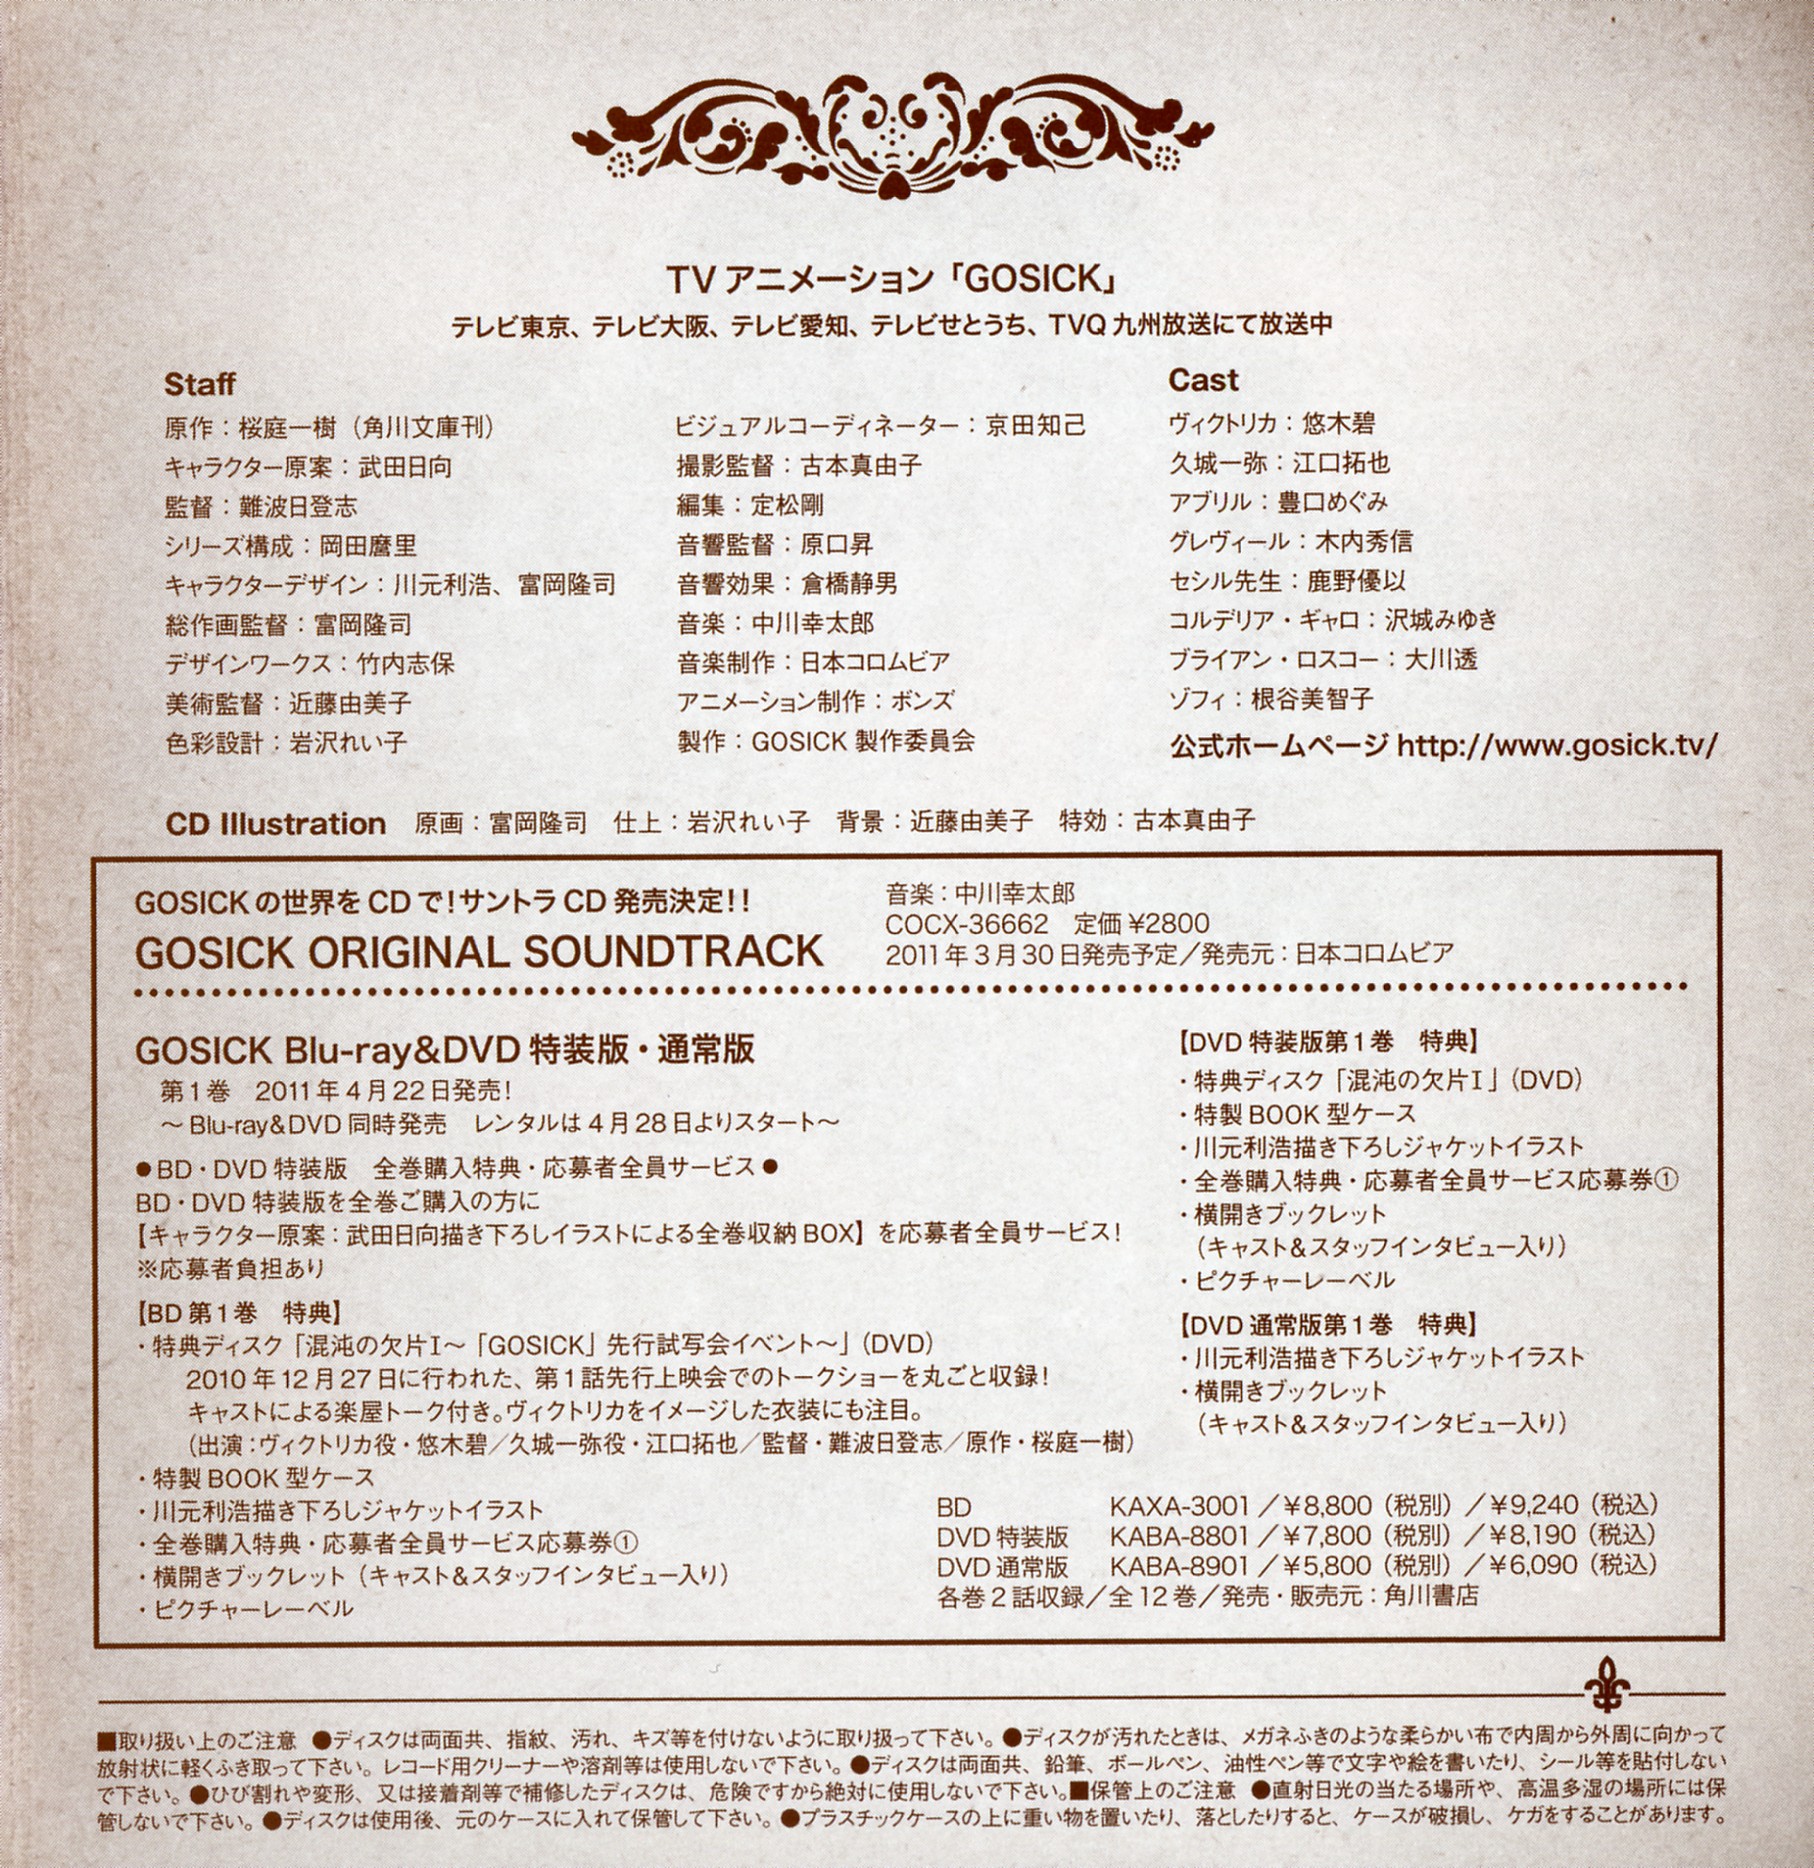 TVアニメーション「GOSICK」
テレビ東京、テレビ大阪、テレビ愛知、テレビせとうち、TVQ九州放送にて放送中
Staff
原作：桜庭一樹（角川文庫刊）
キャラクター原案：武田日向
監督：難波日登志
シリーズ構成：岡田麿里
キャラクターデザイン：川元利浩、富岡隆司
総作画監督：富岡隆司
デザインワークス：竹内志保
美術監督：近藤由美子
色彩設計：岩沢れい子
ビジュアルコーディネーター：京田知己
撮影監督：古本真由子
編集：定松剛
音響監督：原口昇
音響効果：倉橋静男
音楽：中川幸太郎
音楽制作：日本コロムビア
アニメーション制作：ボンズ
製作：GOSICK 製作委員会
Cast
ヴィクトリカ：悠木碧
久城一弥：江口拓也
アブリル：豊口めぐみ
グレヴィール：木内秀信
セシル先生：鹿野優以
コルデリア・ギャロ：沢城みゆき
ブライアン・ロスコー：大川透
ゾフィ：根谷美智子
公式ホームページ http://www.gosick.tv/
CD Illustration　原画：富岡隆司　仕上：岩沢れい子　背景：近藤由美子　特効：古本真由子
GOSICKの世界をCDで！サントラCD発売決定！！
GOSICK ORIGINAL SOUNDTRACK
音楽：中川幸太郎
COCX-36662　定価¥2800
2011年3月30日発売予定／発売元：日本コロムビア
GOSICK Blu-ray&DVD 特装版・通常版
第1巻　2011年4月22日発売！
～Blu-ray&DVD同時発売　レンタルは4月28日よりスタート～
●BD・DVD特装版　全巻購入特典・応募者全員サービス●
BD・DVD特装版を全巻ご購入の方に
【キャラクター原案：武田日向描き下ろしイラストによる全巻収納BOX】を応募者全員サービス！
※応募者負担あり
【BD第1巻　特典】
・特典ディスク「混沌の欠片I～「GOSICK」先行試写会イベント～」（DVD）
2010年12月27日に行われた、第1話先行上映会でのトークショーを丸ごと収録！
キャストによる楽屋トーク付き。ヴィクトリカをイメージした衣装にも注目。
（出演：ヴィクトリカ役・悠木碧／久城一弥役・江口拓也／監督・難波日登志／原作・桜庭一樹）
・特製BOOK型ケース
・川元利浩描き下ろしジャケットイラスト
・全巻購入特典・応募者全員サービス応募券①
・横開きブックレット（キャスト＆スタッフインタビュー入り）
・ピクチャーレーベル
【DVD特装版第1巻　特典】
・特典ディスク「混沌の欠片I」（DVD）
・特製BOOK型ケース
・川元利浩描き下ろしジャケットイラスト
・全巻購入特典・応募者全員サービス応募券①
・横開きブックレット
（キャスト＆スタッフインタビュー入り）
・ピクチャーレーベル
【DVD通常版第1巻　特典】
・川元利浩描き下ろしジャケットイラスト
・横開きブックレット
（キャスト＆スタッフインタビュー入り）
BD　KAXA-3001／¥8,800（税別）／¥9,240（税込）
DVD特装版　KABA-8801／¥7,800（税別）／¥8,190（税込）
DVD通常版　KABA-8901／¥5,800（税別）／¥6,090（税込）
各巻2話収録／全12巻／発売・販売元：角川書店
■取り扱い上のご注意 ●ディスクは両面共、指紋、汚れ、キズ等を付けないように取り扱って下さい。●ディスクが汚れたときは、メガネふきのような柔らかい布で内周から外周に向かって
放射状に軽くふき取って下さい。レコード用クリーナーや溶剤等は使用しないで下さい。●ディスクは両面共、鉛筆、ボールペン、油性ペン等で文字や絵を書いたり、シール等を貼付しない
で下さい。●ひび割れや変形、又は接着剤等で補修したディスクは、危険ですから絶対に使用しないで下さい。■保管上のご注意 ●直射日光の当たる場所や、高温多湿の場所には保
管しないで下さい。●ディスクは使用後、元のケースに入れて保管して下さい。●プラスチックケースの上に重い物を置いたり、落としたりすると、ケースが破損し、ケガをすることがあります。